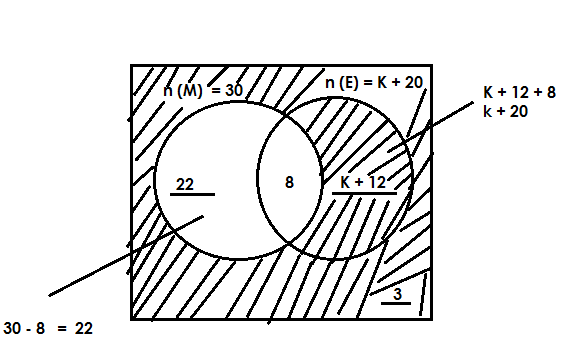 n (M) = 30
n (E) = K + 20
K + 12 + 8
k + 20
22
8
K + 12
3
30 - 8 = 22